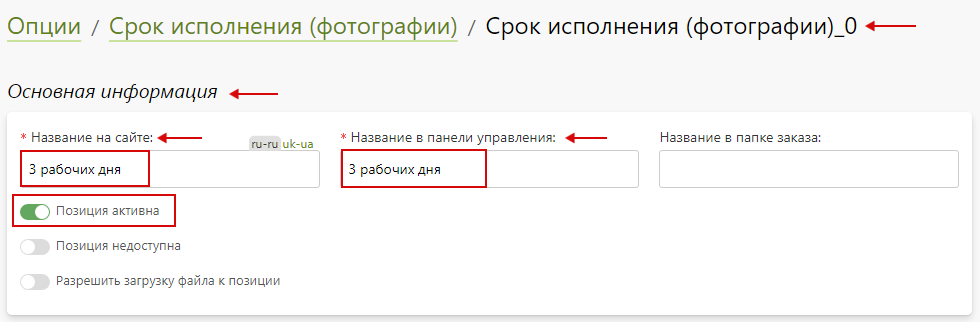 Опции / Срок исполнения (фотографии) / Срок исполнения (фотографии)_0
Основная информация
* Название на сайте: ru-ru uk-ua * Название в панели управления: Название в папке заказа:
3 рабочих дня 3 рабочих дня
Позиция активна
Позиция недоступна
Разрешить загрузку файла к позиции